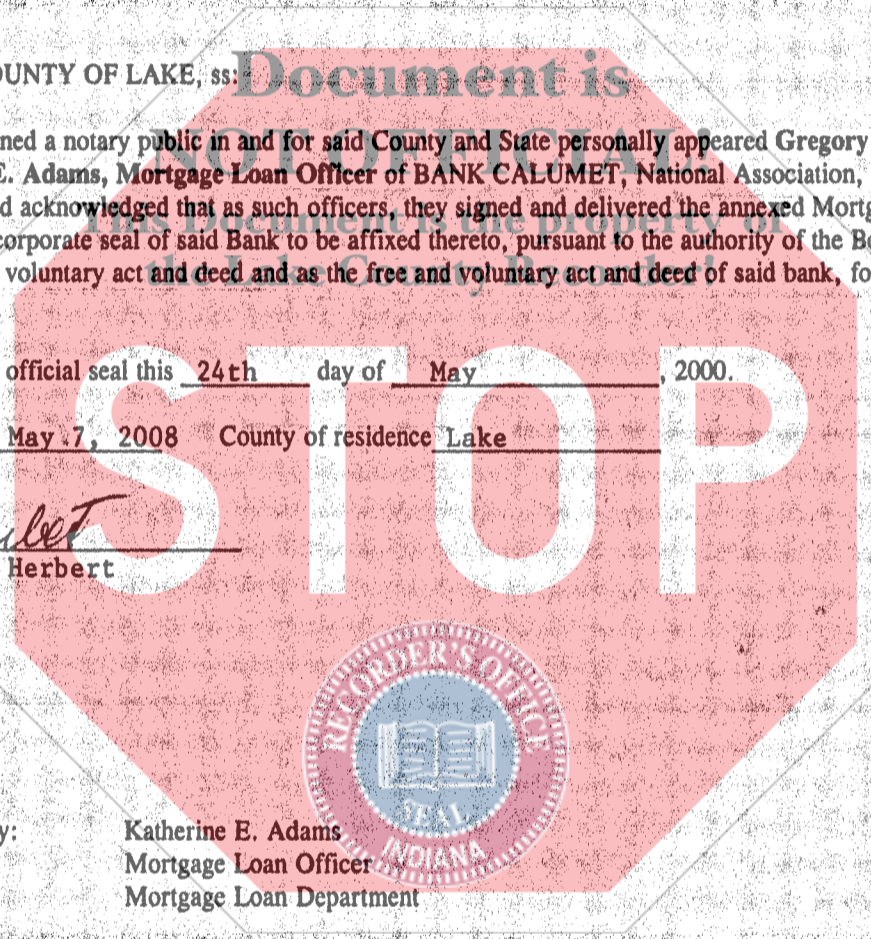 Document is
OUNTY OF LAKE, ss:
NOT OFFICIAL!
ned a notary public in and for said County and State personally appeared Gregory
E. Adams, Mortgage Loan Officer of BANK CALUMET, National Association,
d acknowledged that as such officers, they signed and delivered the annexed Mortg
This Document is the property of
corporate seal of said Bank to be affixed thereto, pursuant to the authority of the Bo
the Lake County Recorder!
voluntary act and deed and as the free and voluntary act and deed of said bank, fo
official seal this 24th day of May, 2000.
STOP
May 7, 2008 County of residence Lake
Herbert
RECORDER'S OFFICE
SEAL
INDIANA
y: Katherine E. Adams
Mortgage Loan Officer
Mortgage Loan Department